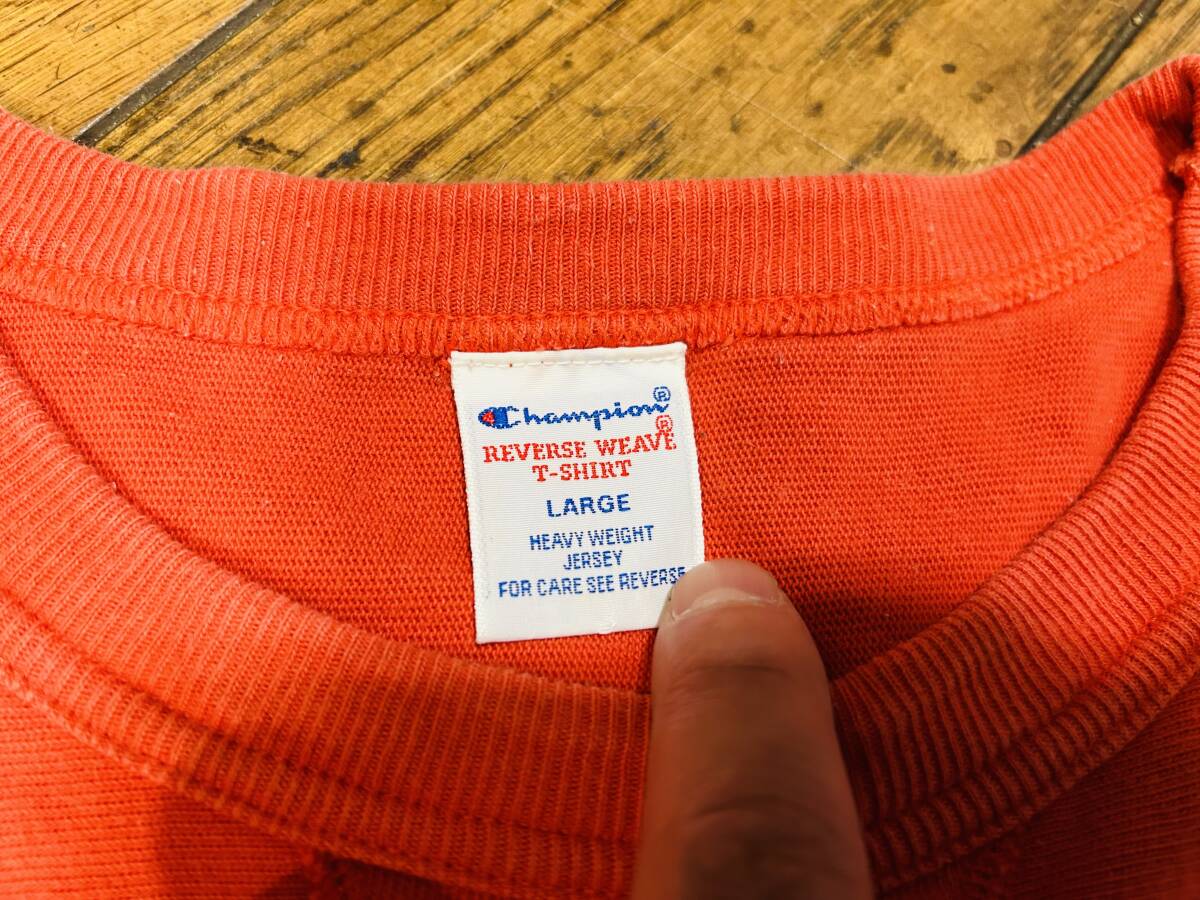 Champion®
REVERSE WEAVE®
T-SHIRT
LARGE
HEAVY WEIGHT
JERSEY
FOR CARE SEE REVERSE